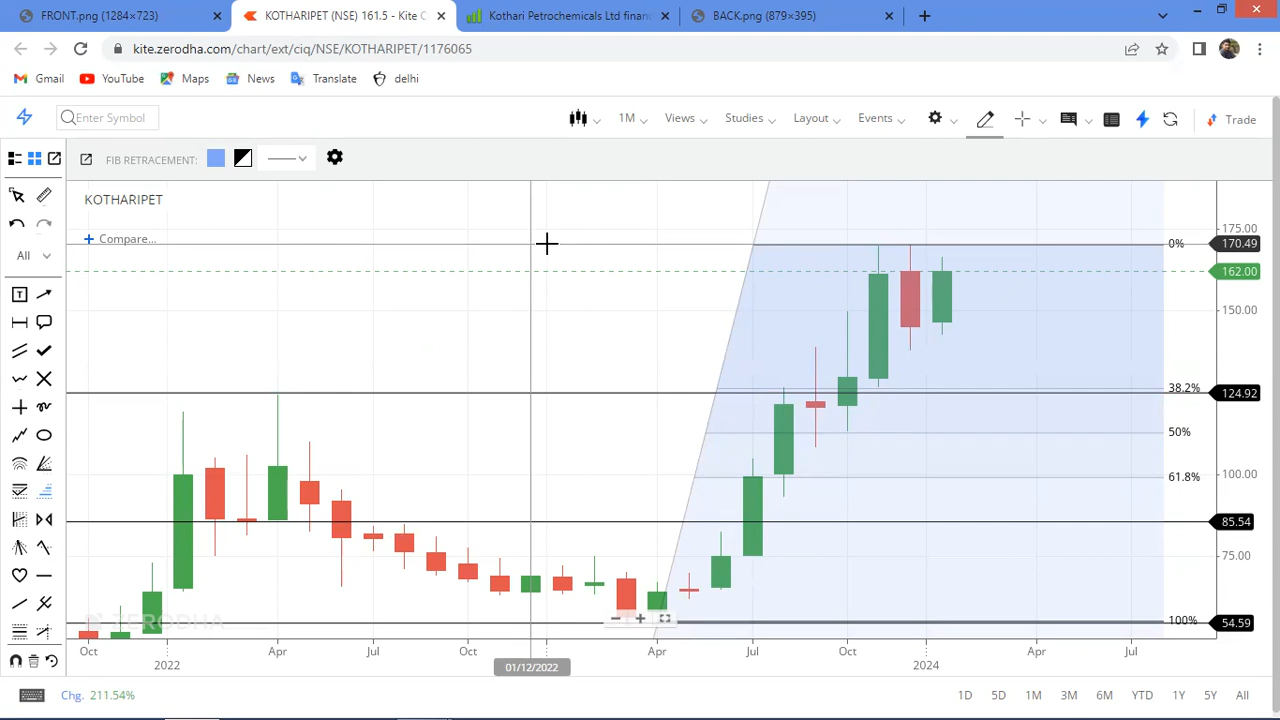 FRONT.png (1284×723)
KOTHARIPET (NSE) 161.5 - Kite C
Kothari Petrochemicals Ltd finan
BACK.png (879×395)
kite.zerodha.com/chart/ext/ciq/NSE/KOTHARIPET/1176065
Gmail
YouTube
Maps
News
Translate
delhi
Enter Symbol
1M
Views
Studies
Layout
Events
Trade
FIB RETRACEMENT:
KOTHARIPET
Compare...
All
175.00
0%
170.49
162.00
150.00
38.2%
124.92
50%
100.00
61.8%
85.54
75.00
100%
54.59
ZERODHA
Oct
Apr
Jul
Oct
Apr
Jul
Oct
Apr
Jul
2022
01/12/2022
2024
Chg. 211.54%
1D
5D
1M
3M
6M
YTD
1Y
5Y
All